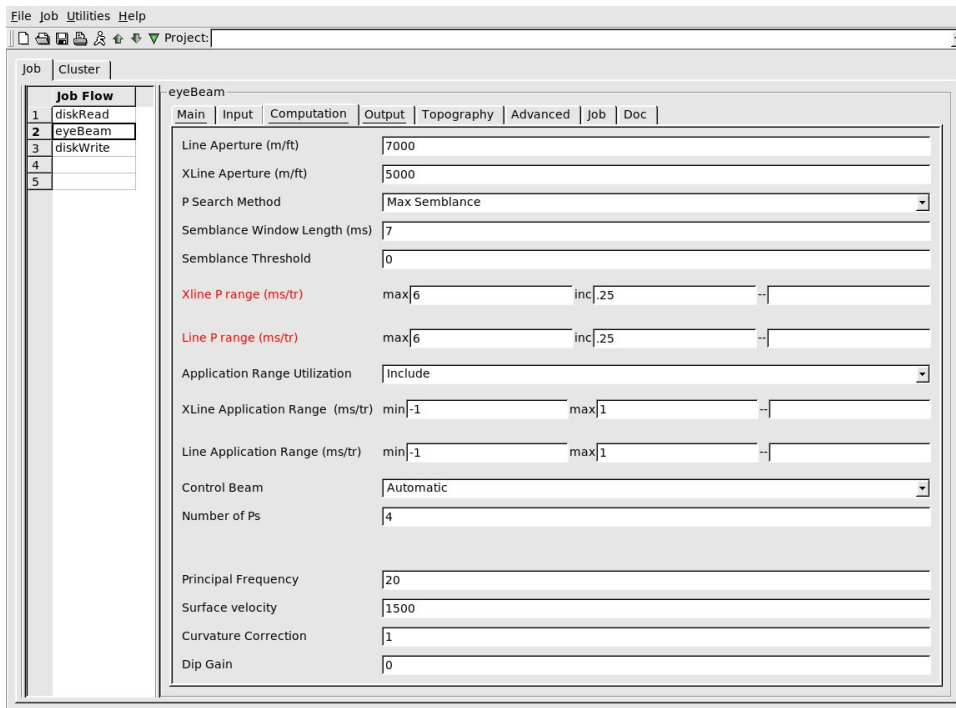 File Job Utilities Help
Project:
Job Cluster
Job Flow
1 diskRead
2 eyeBeam
3 diskWrite
4
5
eyeBeam
Main Input Computation Output Topography Advanced Job Doc
Line Aperture (m/ft) 7000
XLine Aperture (m/ft) 5000
P Search Method Max Semblance
Semblance Window Length (ms) 7
Semblance Threshold 0
Xline P range (ms/tr) max 6 inc .25 --
Line P range (ms/tr) max 6 inc .25 --
Application Range Utilization Include
XLine Application Range (ms/tr) min -1 max 1 --
Line Application Range (ms/tr) min -1 max 1 --
Control Beam Automatic
Number of Ps 4
Principal Frequency 20
Surface velocity 1500
Curvature Correction 1
Dip Gain 0